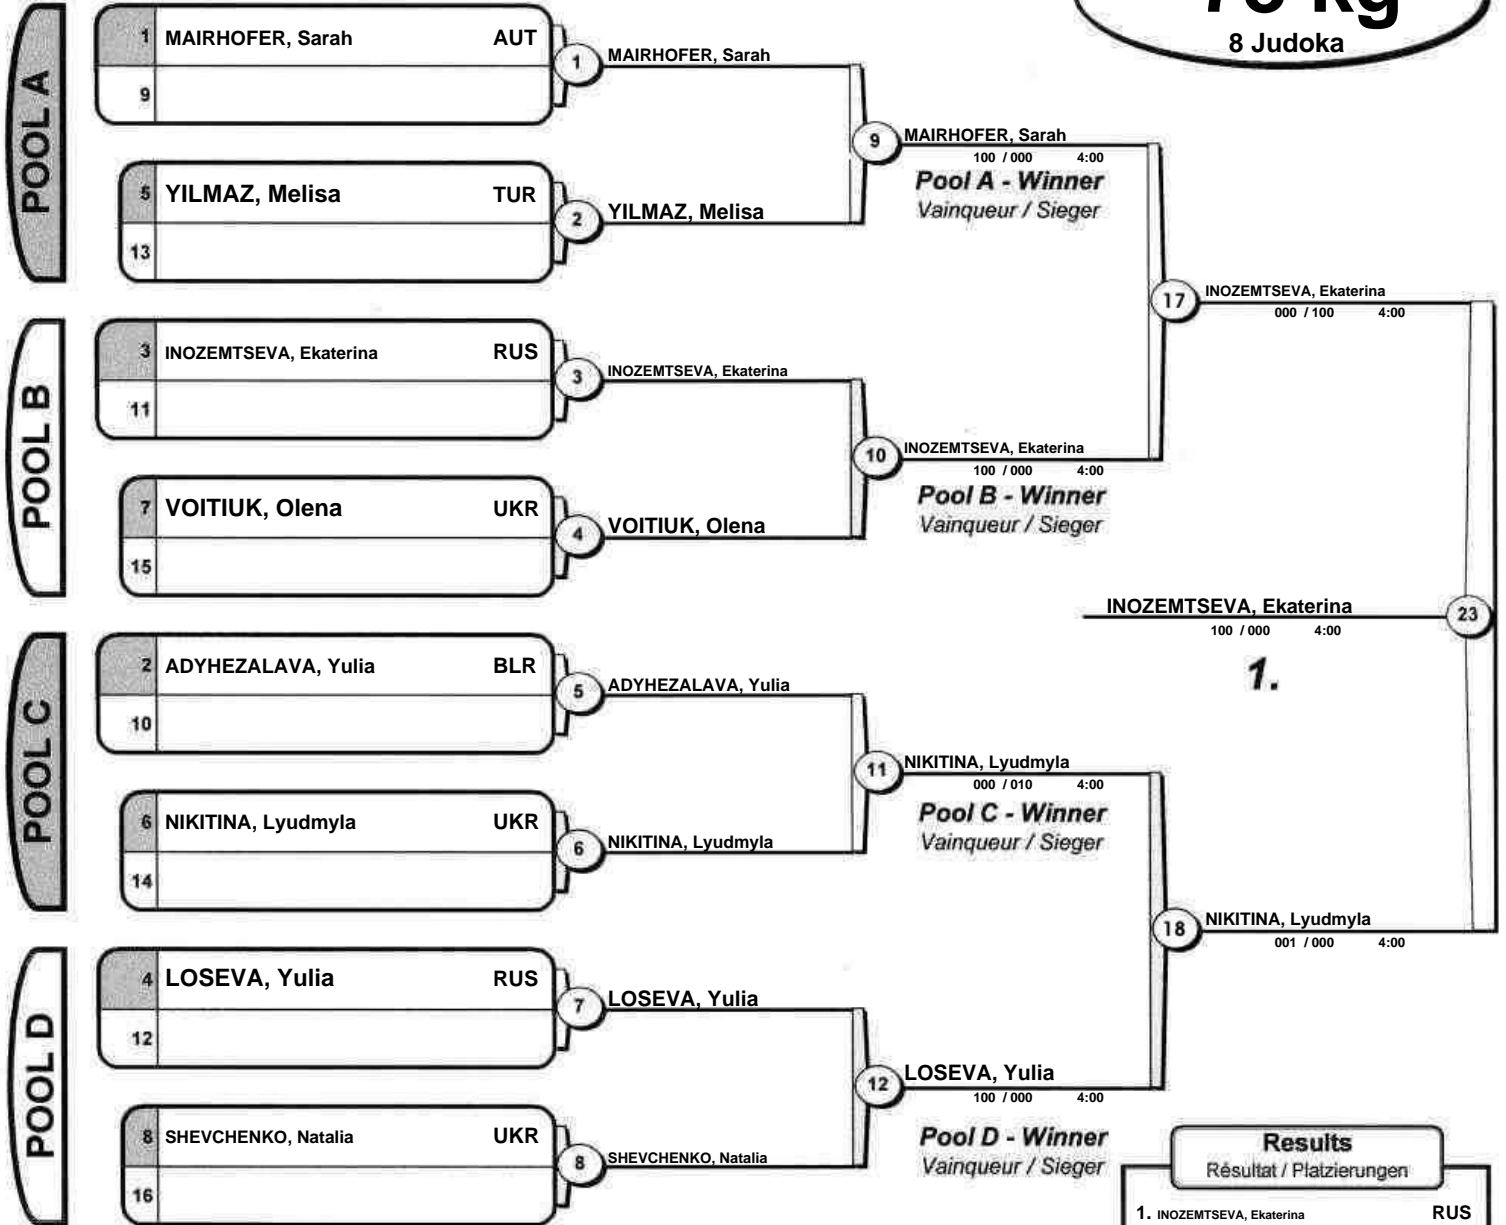 kg
8 Judoka
POOL A
1 MAIRHOFER, Sarah AUT
9
1 MAIRHOFER, Sarah
5 YILMAZ, Melisa TUR
13
2 YILMAZ, Melisa
9 MAIRHOFER, Sarah
100 / 000 4:00
Pool A - Winner
Vainqueur / Sieger
POOL B
3 INOZEMTSEVA, Ekaterina RUS
11
3 INOZEMTSEVA, Ekaterina
7 VOITIUK, Olena UKR
15
4 VOITIUK, Olena
10 INOZEMTSEVA, Ekaterina
100 / 000 4:00
Pool B - Winner
Vainqueur / Sieger
17 INOZEMTSEVA, Ekaterina
000 / 100 4:00
INOZEMTSEVA, Ekaterina 23
100 / 000 4:00
1.
POOL C
2 ADYHEZALAVA, Yulia BLR
10
5 ADYHEZALAVA, Yulia
6 NIKITINA, Lyudmyla UKR
14
6 NIKITINA, Lyudmyla
11 NIKITINA, Lyudmyla
000 / 010 4:00
Pool C - Winner
Vainqueur / Sieger
18 NIKITINA, Lyudmyla
001 / 000 4:00
POOL D
4 LOSEVA, Yulia RUS
12
7 LOSEVA, Yulia
8 SHEVCHENKO, Natalia UKR
16
8 SHEVCHENKO, Natalia
12 LOSEVA, Yulia
100 / 000 4:00
Pool D - Winner
Vainqueur / Sieger
Results
Résultat / Platzierungen
1. INOZEMTSEVA, Ekaterina RUS